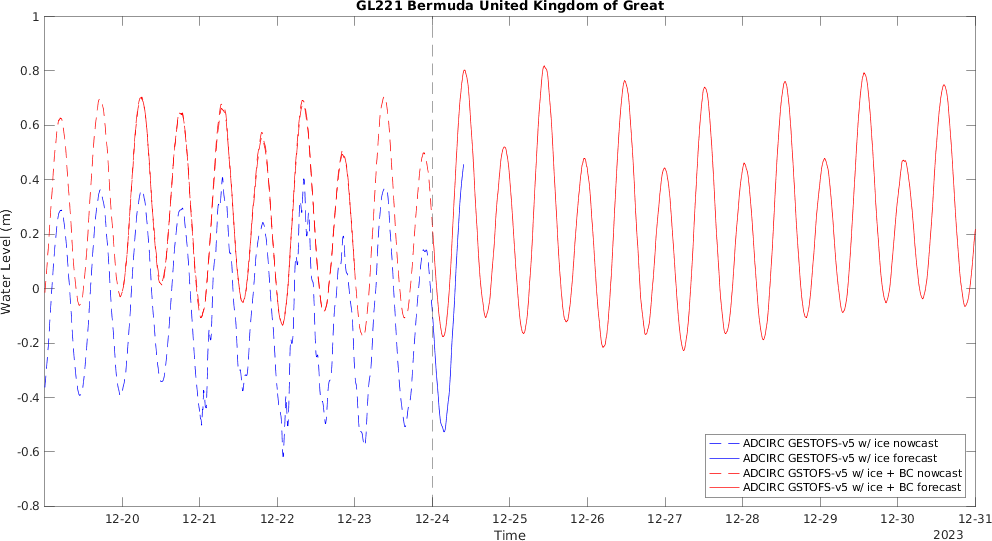 GL221 Bermuda United Kingdom of Great
1
0.8
0.6
0.4
0.2
0
-0.2
-0.4
-0.6
-0.8
Water Level (m)
ADCIRC GESTOFS-v5 w/ ice nowcast
ADCIRC GESTOFS-v5 w/ ice forecast
ADCIRC GSTOFS-v5 w/ ice + BC nowcast
ADCIRC GSTOFS-v5 w/ ice + BC forecast
12-20 12-21 12-22 12-23 12-24 12-25 12-26 12-27 12-28 12-29 12-30 12-31
Time
2023